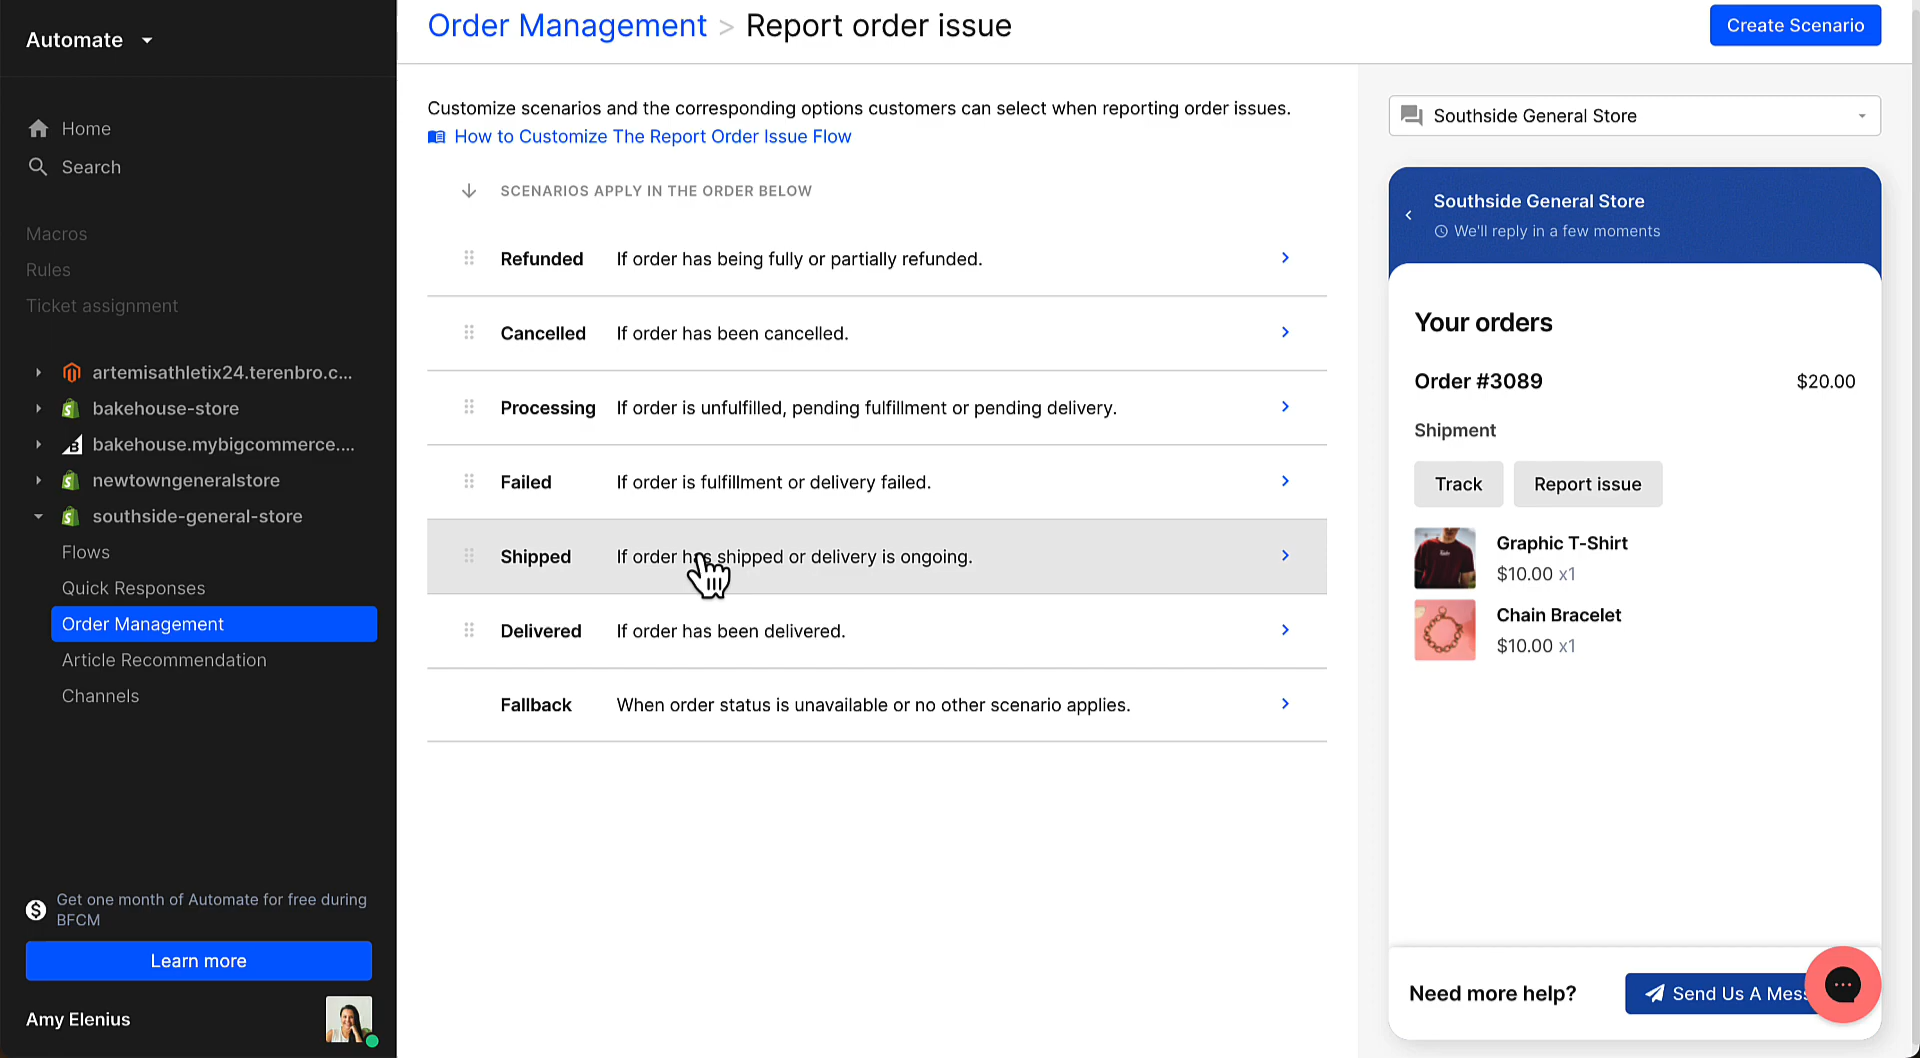 Automate
Home
Search
Macros
Rules
Ticket assignment
artemisathletix24.terenbro.c...
bakehouse-store
bakehouse.mybigcommerce....
newtowngeneralstore
southside-general-store
Flows
Quick Responses
Order Management
Article Recommendation
Channels
Get one month of Automate for free during
BFCM
Learn more
Amy Elenius
Order Management > Report order issue
Create Scenario
Customize scenarios and the corresponding options customers can select when reporting order issues.
How to Customize The Report Order Issue Flow
SCENARIOS APPLY IN THE ORDER BELOW
Refunded If order has being fully or partially refunded.
Cancelled If order has been cancelled.
Processing If order is unfulfilled, pending fulfillment or pending delivery.
Failed If order is fulfillment or delivery failed.
Shipped If order has shipped or delivery is ongoing.
Delivered If order has been delivered.
Fallback When order status is unavailable or no other scenario applies.
Southside General Store
Southside General Store
We'll reply in a few moments
Your orders
Order #3089 $20.00
Shipment
Track Report issue
Graphic T-Shirt
$10.00 x1
Chain Bracelet
$10.00 x1
Need more help? Send Us A Mess